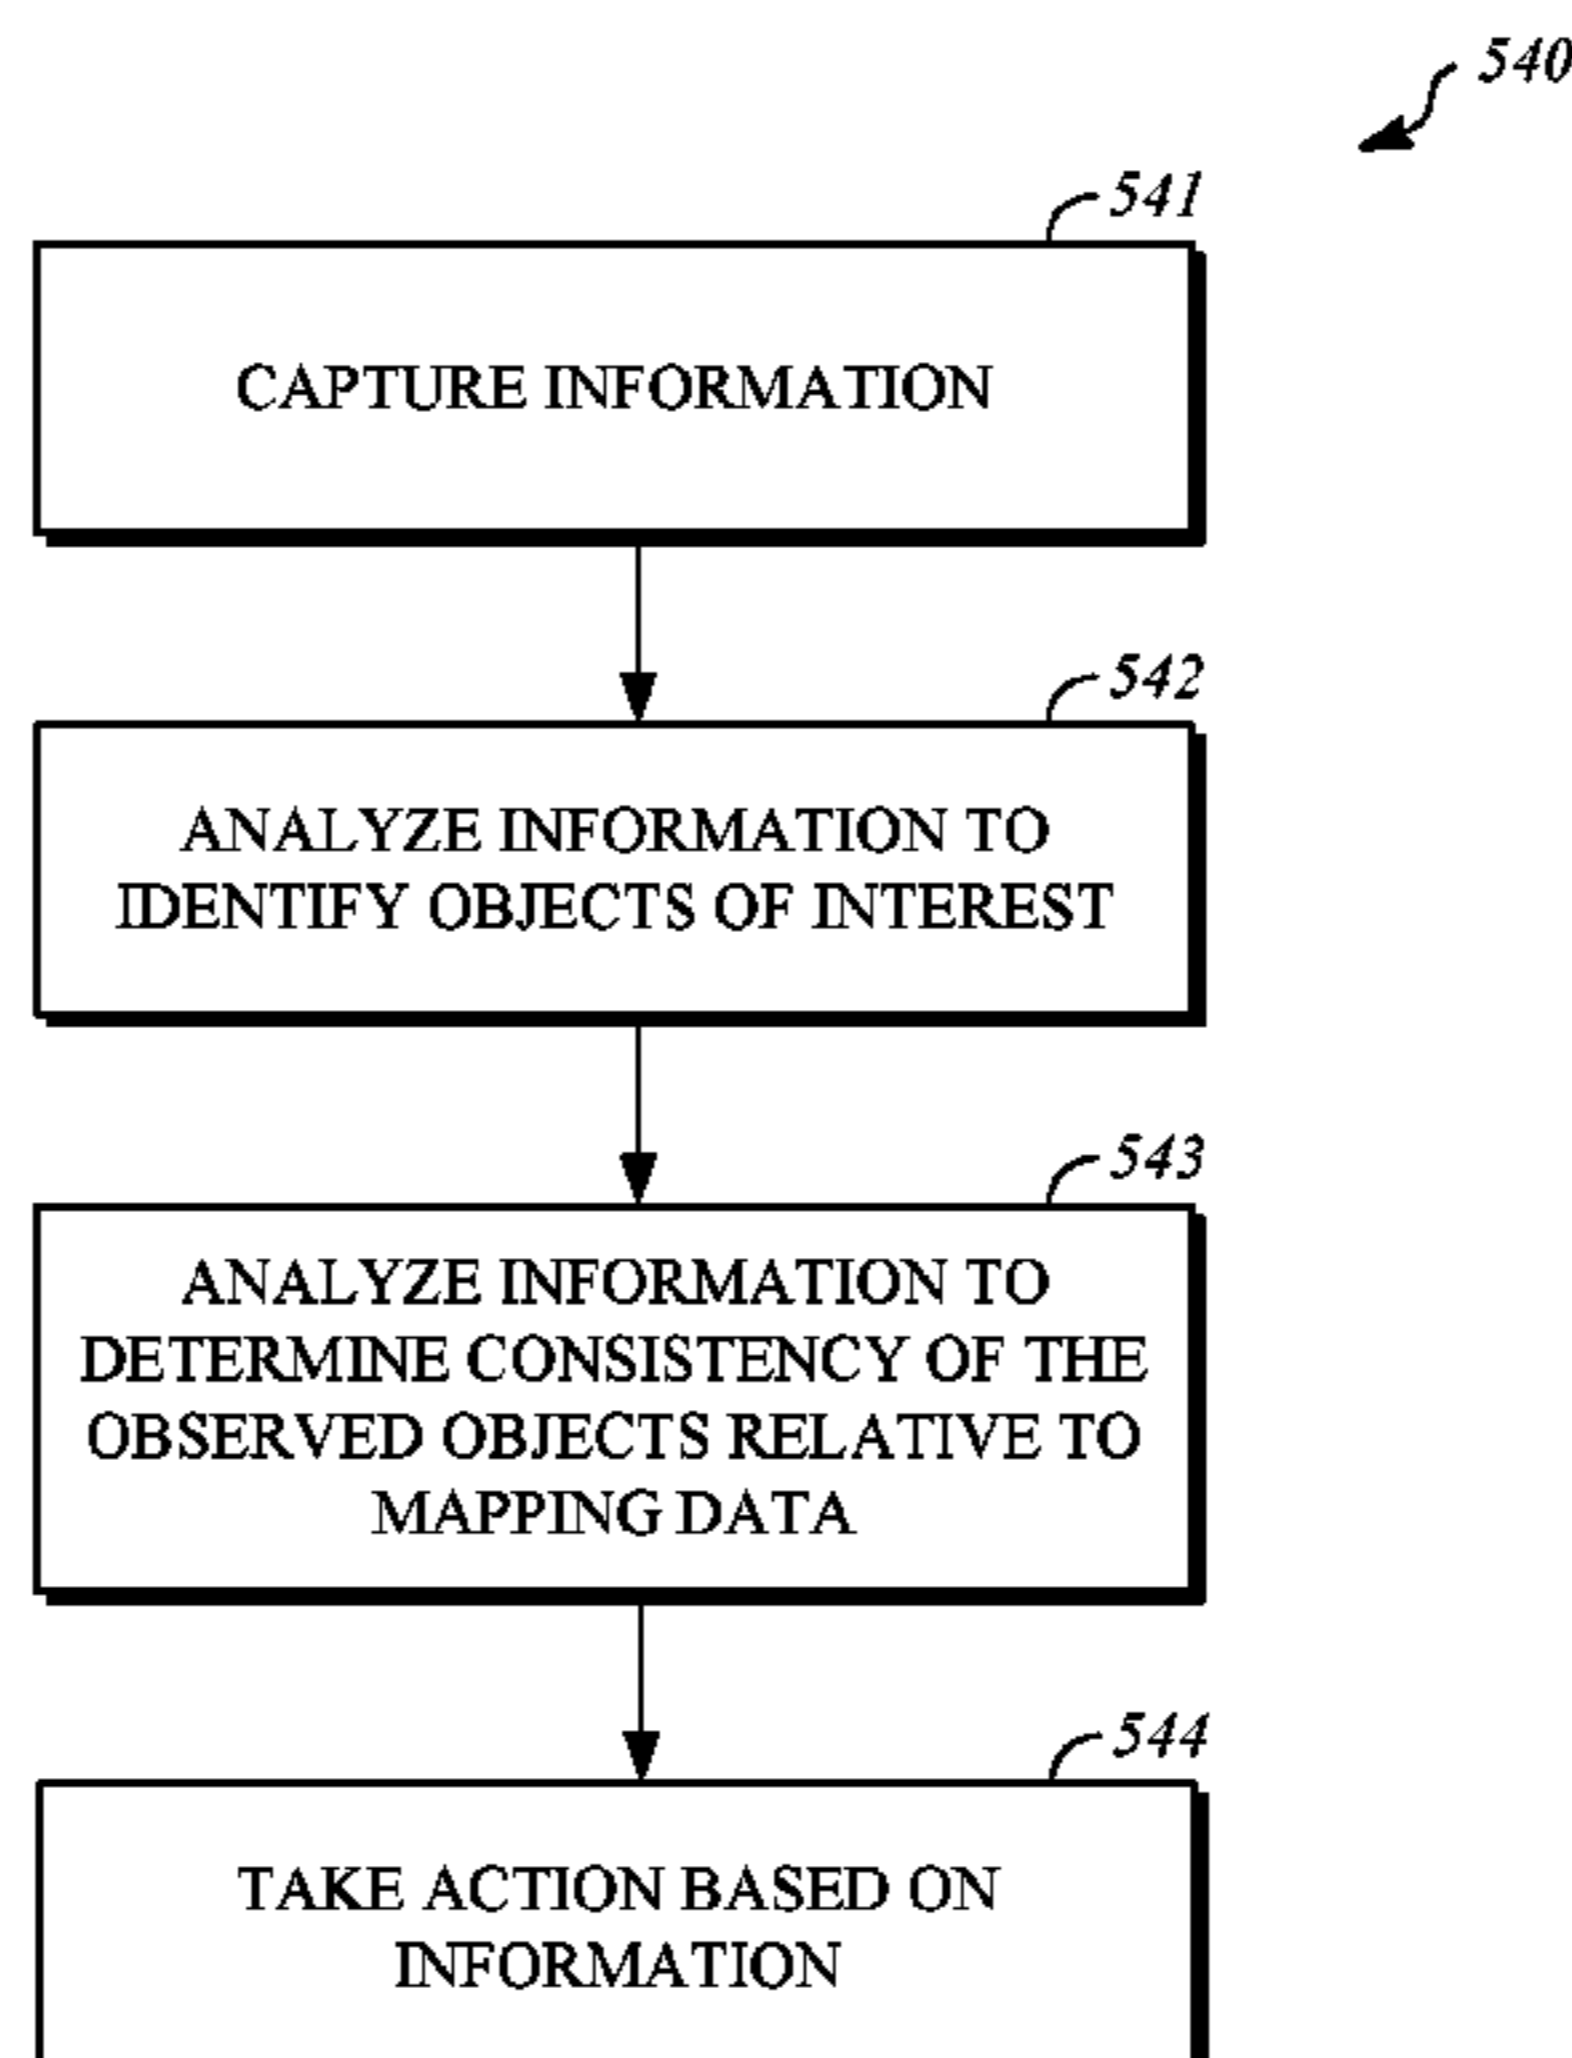 540
541
CAPTURE INFORMATION
542
ANALYZE INFORMATION TO
IDENTIFY OBJECTS OF INTEREST
543
ANALYZE INFORMATION TO
DETERMINE CONSISTENCY OF THE
OBSERVED OBJECTS RELATIVE TO
MAPPING DATA
544
TAKE ACTION BASED ON
INFORMATION